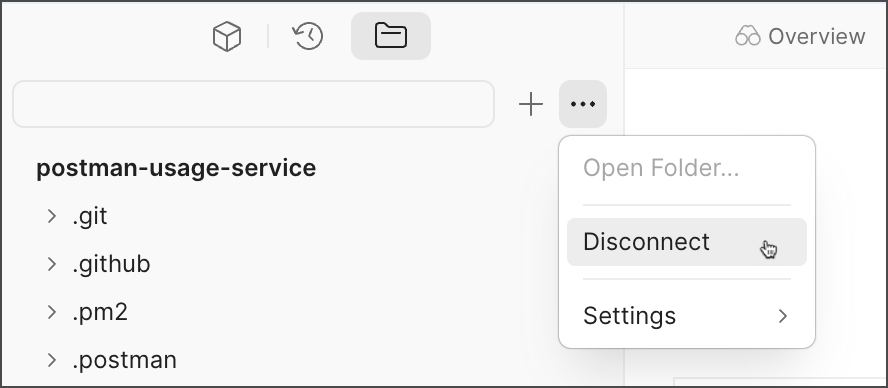 Overview
postman-usage-service
.git
.github
.pm2
.postman
Open Folder...
Disconnect
Settings